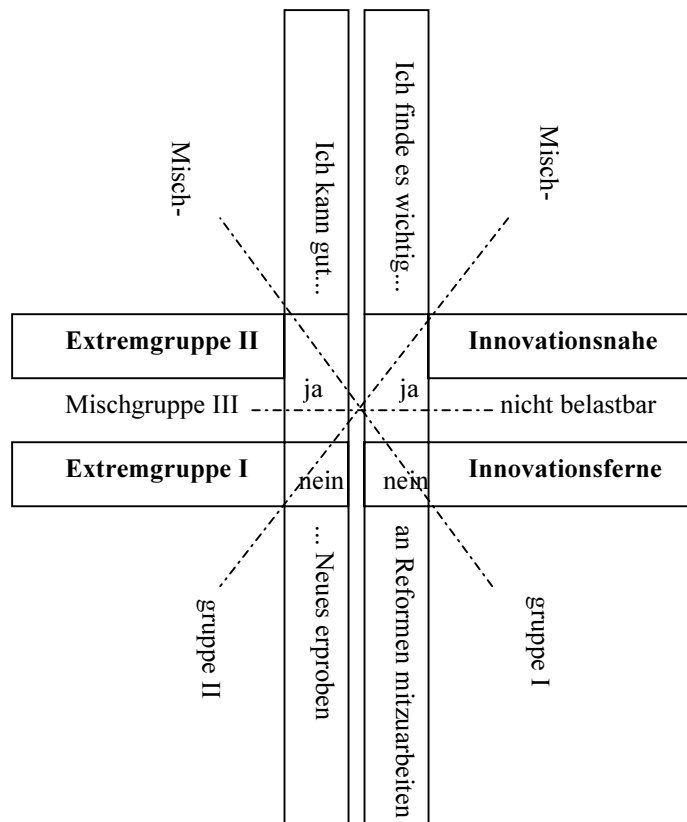 Ich kann gut...
Ich finde es wichtig...
Misch-
Misch-
Extremgruppe II
Innovationsnahe
ja
ja
Mischgruppe III
nicht belastbar
Extremgruppe I
nein
nein
Innovationsferne
... Neues erproben
an Reformen mitzuarbeiten
gruppe II
gruppe I